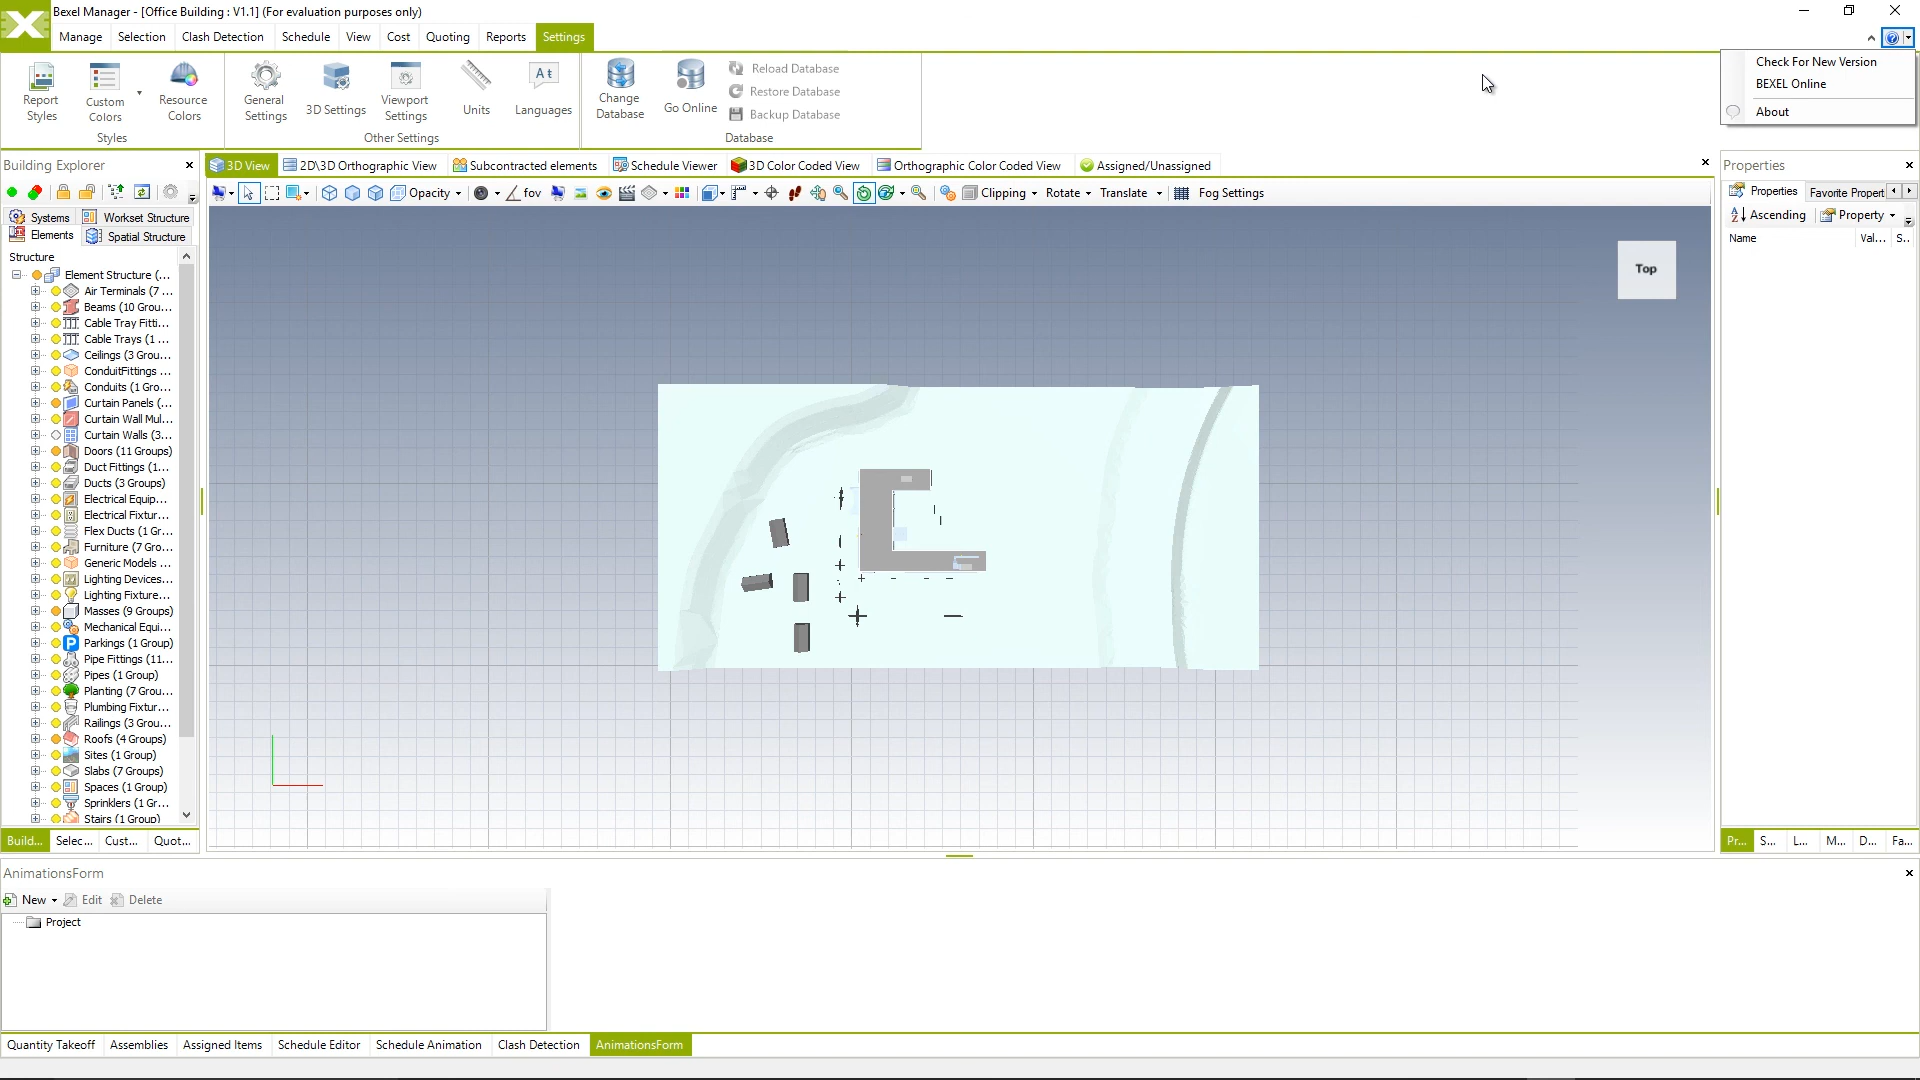 Bexel Manager - [Office Building : V1.1] (For evaluation purposes only)
Manage Selection Clash Detection Schedule View Cost Quoting Reports Settings
Report Styles
Custom Colors
Resource Colors
Styles
General Settings
3D Settings
Viewport Settings
Units
Languages
Other Settings
Change Database
Go Online
Reload Database
Restore Database
Backup Database
Database
Check For New Version
BEXEL Online
About
Building Explorer
3D View 2D\3D Orthographic View Subcontracted elements Schedule Viewer 3D Color Coded View Orthographic Color Coded View Assigned/Unassigned
Opacity fov Clipping Rotate Translate Fog Settings
Systems Workset Structure
Elements Spatial Structure
Structure
Element Structure (...
Air Terminals (7 ...
Beams (10 Grou...
Cable Tray Fitti...
Cable Trays (1 ...
Ceilings (3 Grou...
ConduitFittings ...
Conduits (1 Gro...
Curtain Panels (...
Curtain Wall Mul...
Curtain Walls (3...
Doors (11 Groups)
Duct Fittings (1...
Ducts (3 Groups)
Electrical Equip...
Electrical Fixtur...
Flex Ducts (1 Gr...
Furniture (7 Gro...
Generic Models ...
Lighting Devices...
Lighting Fixture...
Masses (9 Groups)
Mechanical Equi...
Parkings (1 Group)
Pipe Fittings (11...
Pipes (1 Group)
Planting (7 Grou...
Plumbing Fixtur...
Railings (3 Grou...
Roofs (4 Groups)
Sites (1 Group)
Slabs (7 Groups)
Spaces (1 Group)
Sprinklers (1 Gr...
Stairs (1 Group)
Build... Selec... Cust... Quot...
Top
Properties
Properties Favorite Propert
Ascending Property
Name Val... S..
Pr... S... L... M... D... Fa...
AnimationsForm
New Edit Delete
Project
Quantity Takeoff Assemblies Assigned Items Schedule Editor Schedule Animation Clash Detection AnimationsForm